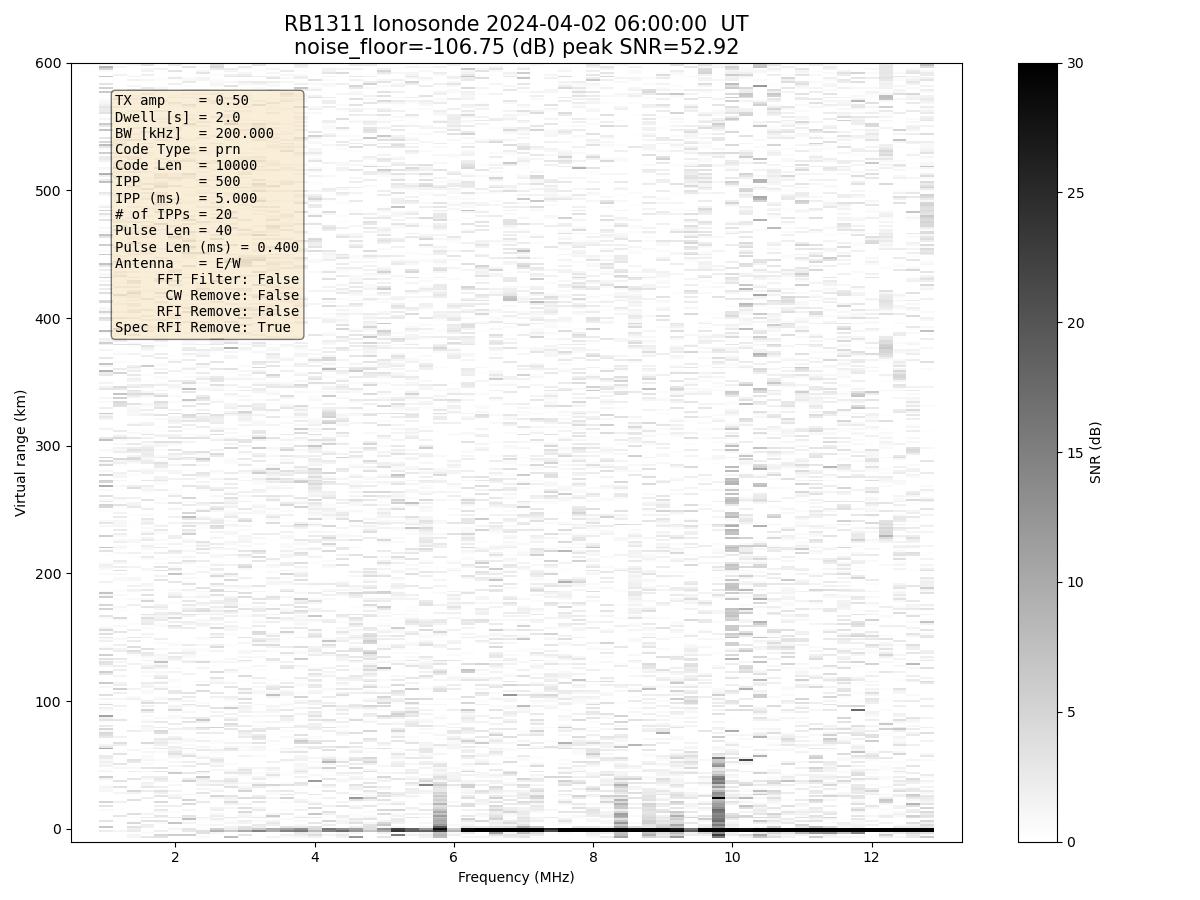 RB1311 Ionosonde 2024-04-02 06:00:00  UT
noise_floor=-106.75 (dB) peak SNR=52.92
TX amp    = 0.50
Dwell [s] = 2.0
BW [kHz]  = 200.000
Code Type = prn
Code Len  = 10000
IPP       = 500
IPP (ms)  = 5.000
# of IPPs = 20
Pulse Len = 40
Pulse Len (ms) = 0.400
Antenna   = E/W
FFT Filter: False
CW Remove: False
RFI Remove: False
Spec RFI Remove: True
Virtual range (km)
600
500
400
300
200
100
0
2
4
6
8
10
12
Frequency (MHz)
30
25
20
15
10
5
0
SNR (dB)